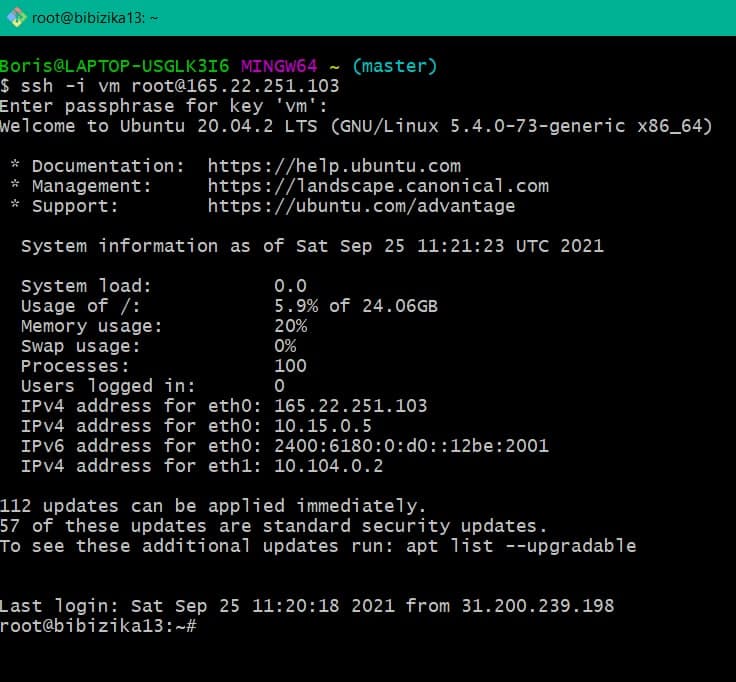 root@bibizika13: ~
Boris@LAPTOP-USGLK3I6 MINGW64 ~ (master)
$ ssh -i vm root@165.22.251.103
Enter passphrase for key 'vm':
Welcome to Ubuntu 20.04.2 LTS (GNU/Linux 5.4.0-73-generic x86_64)
* Documentation:  https://help.ubuntu.com
* Management:     https://landscape.canonical.com
* Support:        https://ubuntu.com/advantage
System information as of Sat Sep 25 11:21:23 UTC 2021
System load:           0.0
Usage of /:            5.9% of 24.06GB
Memory usage:          20%
Swap usage:            0%
Processes:             100
Users logged in:       0
IPv4 address for eth0: 165.22.251.103
IPv4 address for eth0: 10.15.0.5
IPv6 address for eth0: 2400:6180:0:d0::12be:2001
IPv4 address for eth1: 10.104.0.2
112 updates can be applied immediately.
57 of these updates are standard security updates.
To see these additional updates run: apt list --upgradable
Last login: Sat Sep 25 11:20:18 2021 from 31.200.239.198
root@bibizika13:~#